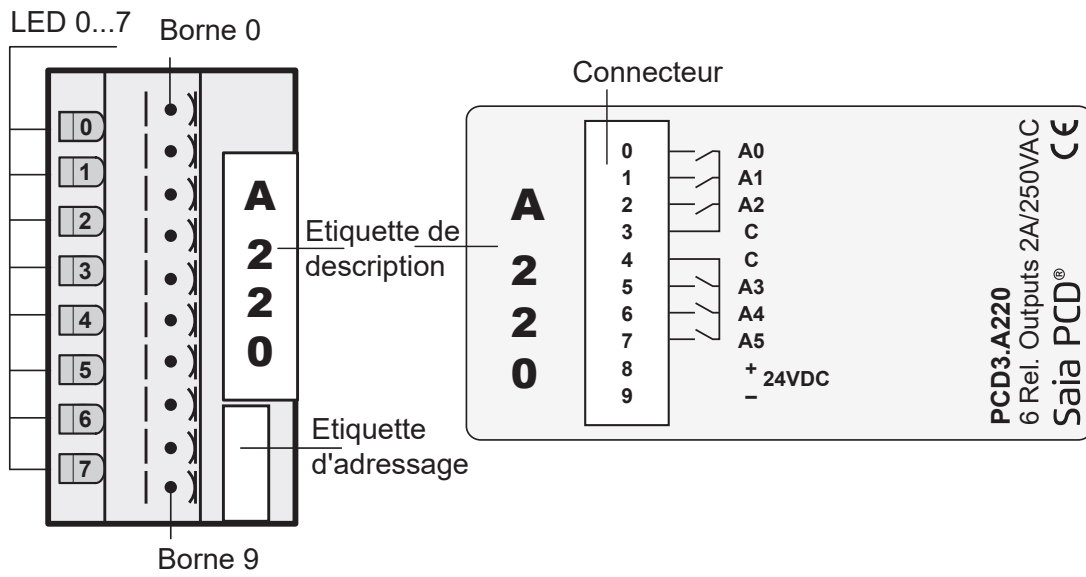 LED 0...7
Borne 0
0
1
2
3
4
5
6
7
A
2
2
0
Etiquette de
description
Etiquette
d'adressage
Borne 9
Connecteur
A
2
2
0
0 A0
1 A1
2 A2
3 C
4 C
5 A3
6 A4
7 A5
8 +
24VDC
9 –
PCD3.A220
6 Rel. Outputs 2A/250VAC
Saia PCD®
CE